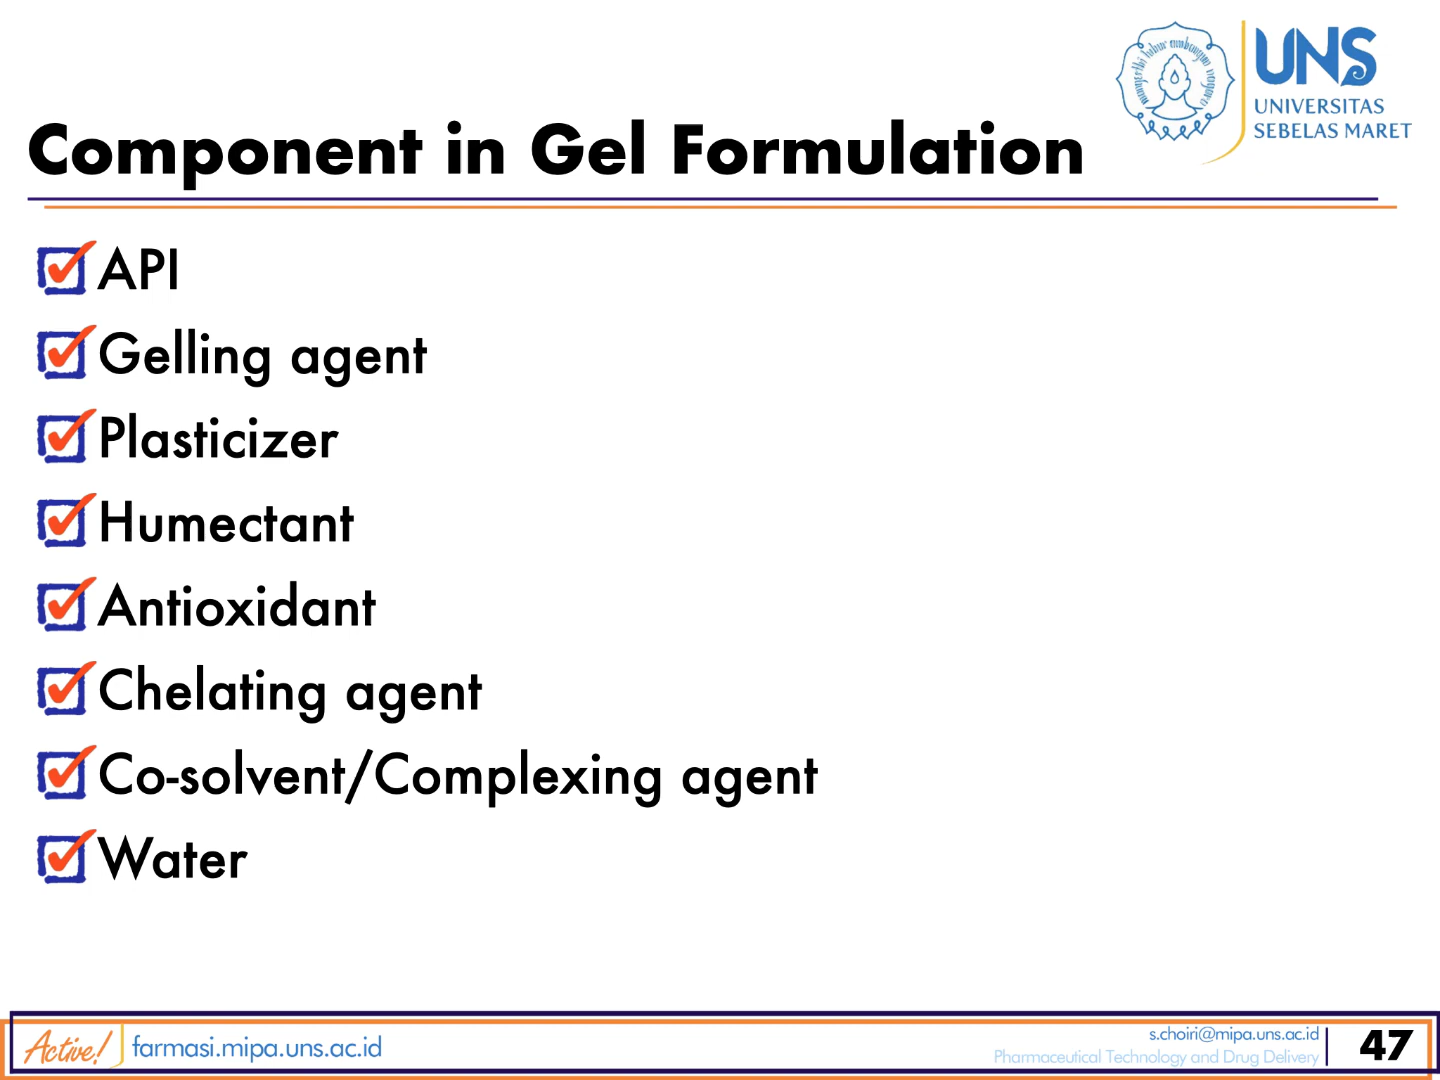 UNS
UNIVERSITAS
SEBELAS MARET
Component in Gel Formulation
API
Gelling agent
Plasticizer
Humectant
Antioxidant
Chelating agent
Co-solvent/Complexing agent
Water
Active!
farmasi.mipa.uns.ac.id
s.choiri@mipa.uns.ac.id
Pharmaceutical Technology and Drug Delivery
47